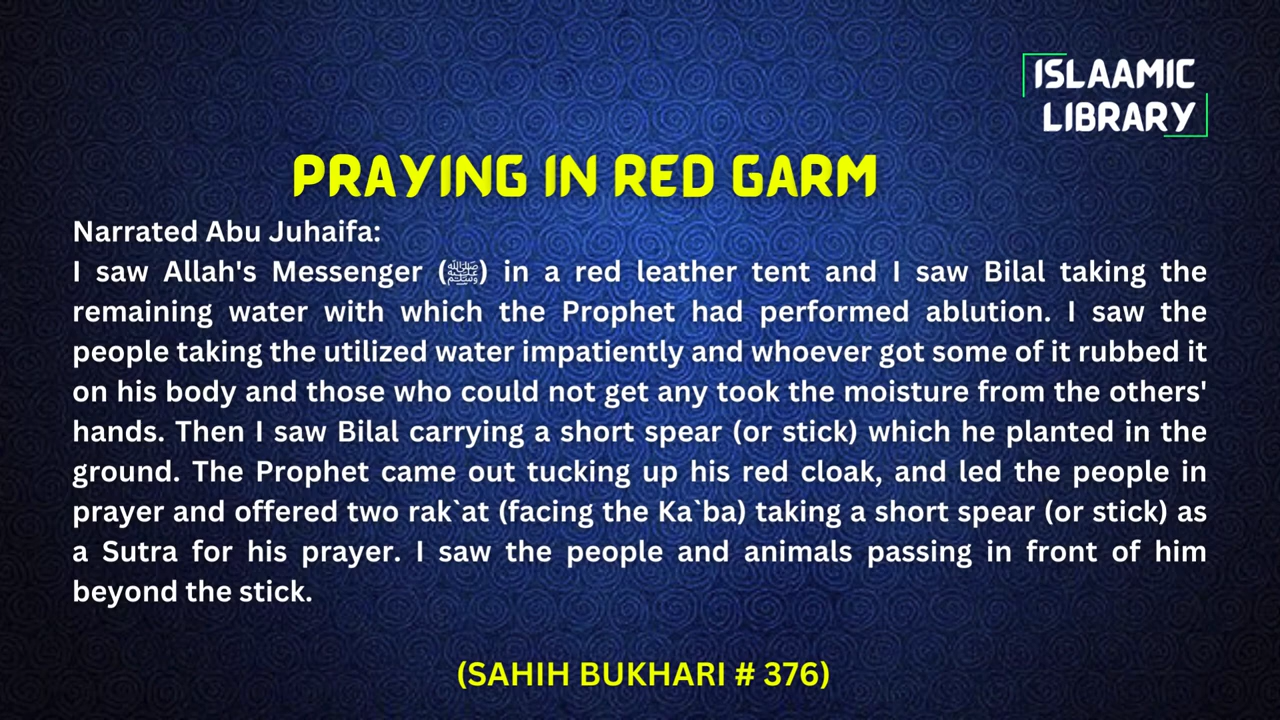 ISLAAMIC
LIBRARY
PRAYING IN RED GARM
Narrated Abu Juhaifa:
I saw Allah's Messenger (ﷺ) in a red leather tent and I saw Bilal taking the
remaining water with which the Prophet had performed ablution. I saw the
people taking the utilized water impatiently and whoever got some of it rubbed it
on his body and those who could not get any took the moisture from the others'
hands. Then I saw Bilal carrying a short spear (or stick) which he planted in the
ground. The Prophet came out tucking up his red cloak, and led the people in
prayer and offered two rak`at (facing the Ka`ba) taking a short spear (or stick) as
a Sutra for his prayer. I saw the people and animals passing in front of him
beyond the stick.
(SAHIH BUKHARI # 376)